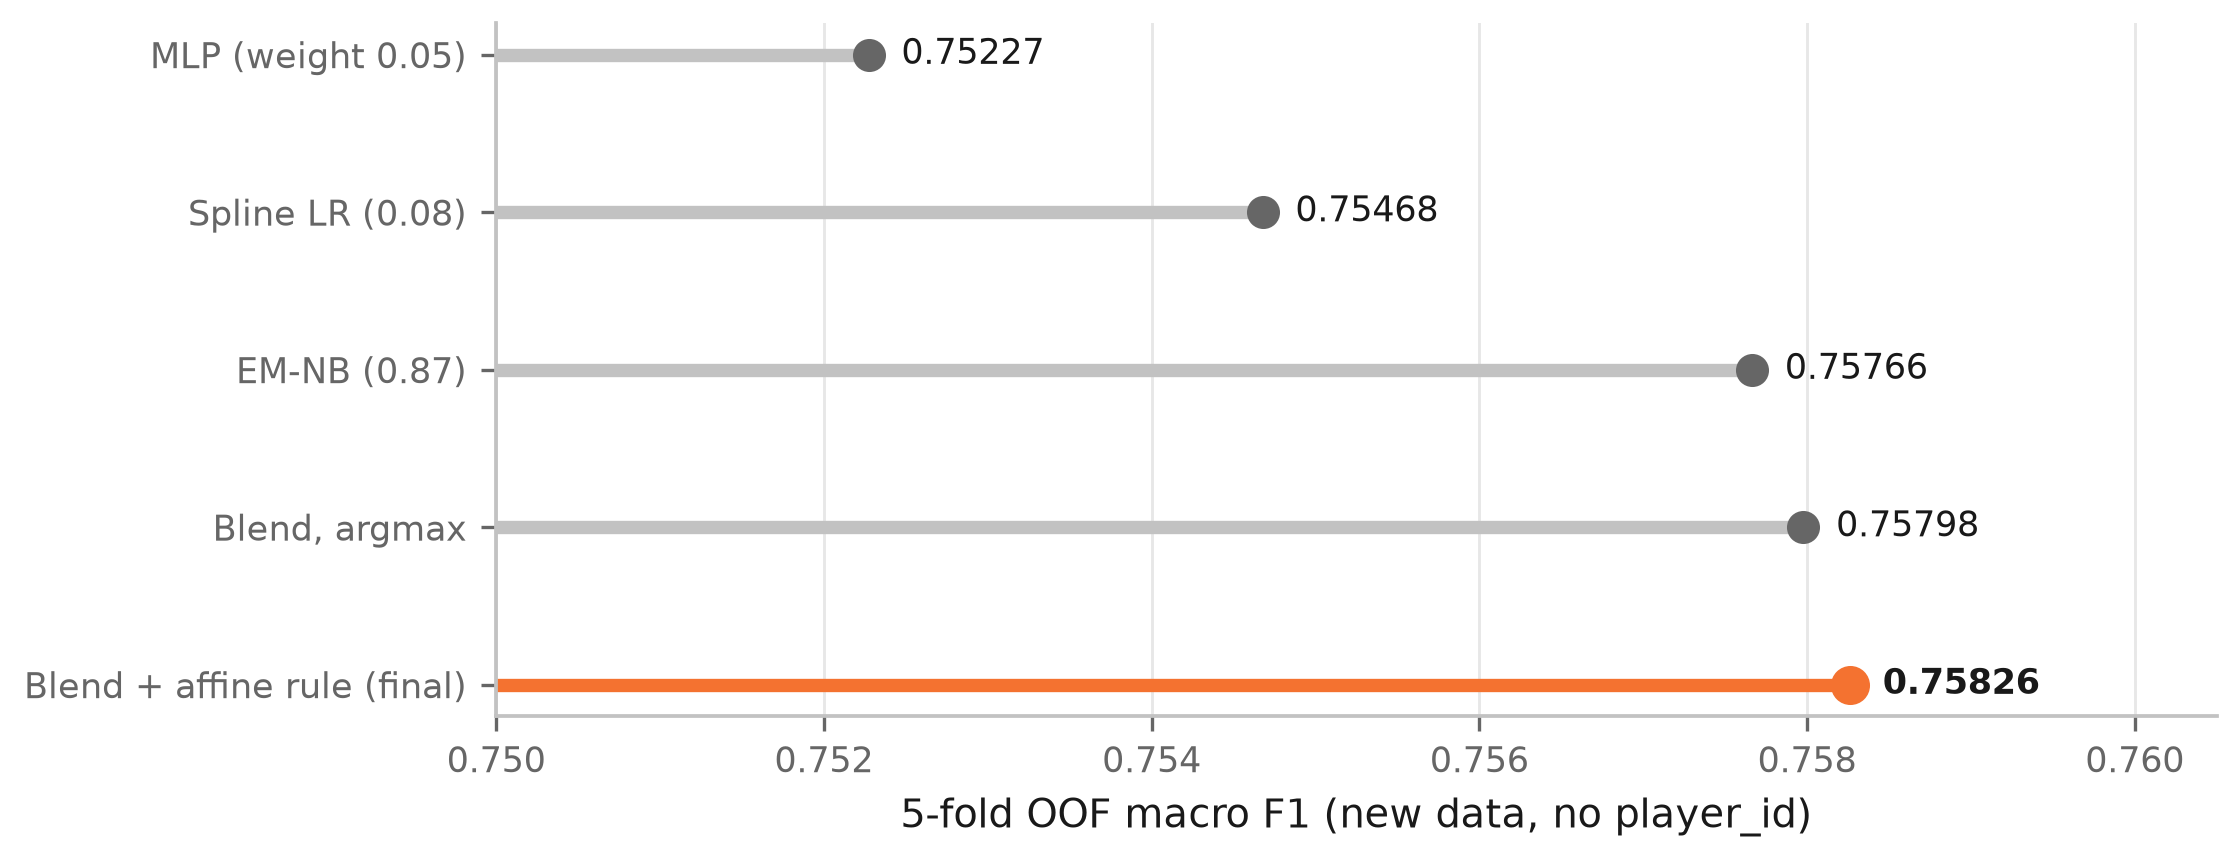 MLP (weight 0.05) 0.75227
Spline LR (0.08) 0.75468
EM-NB (0.87) 0.75766
Blend, argmax 0.75798
Blend + affine rule (final) 0.75826
0.750 0.752 0.754 0.756 0.758 0.760
5-fold OOF macro F1 (new data, no player_id)